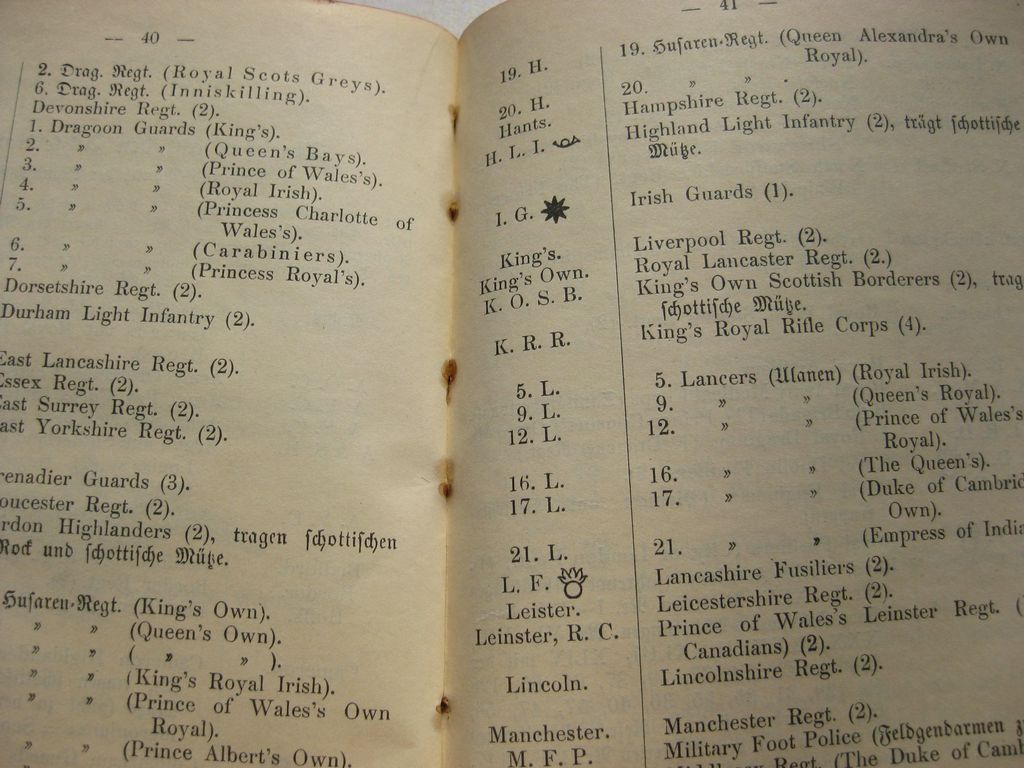 — 40 —
2. Drag. Regt. (Royal Scots Greys).
6. Drag. Regt. (Inniskilling).
Devonshire Regt. (2).
1. Dragoon Guards (King's).
2. » » (Queen's Bays).
3. » » (Prince of Wales's).
4. » » (Royal Irish).
5. » » (Princess Charlotte of
Wales's).
6. » » (Carabiniers).
7. » » (Princess Royal's).
Dorsetshire Regt. (2).
Durham Light Infantry (2).
East Lancashire Regt. (2).
Essex Regt. (2).
East Surrey Regt. (2).
ast Yorkshire Regt. (2).
renadier Guards (3).
oucester Regt. (2).
rdon Highlanders (2), tragen schottischen
Rock und schottische Mütze.
Husaren-Regt. (King's Own).
» » (Queen's Own).
» » ( » » ).
» » (King's Royal Irish).
» » (Prince of Wales's Own
Royal).
» » (Prince Albert's Own).
— 41 —
19. H. 19. Husaren-Regt. (Queen Alexandra's Own
Royal).
20. H. 20. » » .
Hants. Hampshire Regt. (2).
H. L. I. Highland Light Infantry (2), trägt schottische
Mütze.
I. G. Irish Guards (1).
King's. Liverpool Regt. (2).
King's Own. Royal Lancaster Regt. (2.)
K. O. S. B. King's Own Scottish Borderers (2), trag
schottische Mütze.
K. R. R. King's Royal Rifle Corps (4).
5. L. 5. Lancers (Ulanen) (Royal Irish).
9. L. 9. » » (Queen's Royal).
12. L. 12. » » (Prince of Wales's
Royal).
16. L. 16. » » (The Queen's).
17. L. 17. » » (Duke of Cambrid
Own).
21. L. 21. » » (Empress of India
L. F. Lancashire Fusiliers (2).
Leister. Leicestershire Regt. (2).
Leinster, R. C. Prince of Wales's Leinster Regt. (
Canadians) (2).
Lincoln. Lincolnshire Regt. (2).
Manchester. Manchester Regt. (2).
M. F. P. Military Foot Police (Feldgendarmen z
Regt. (The Duke of Camb